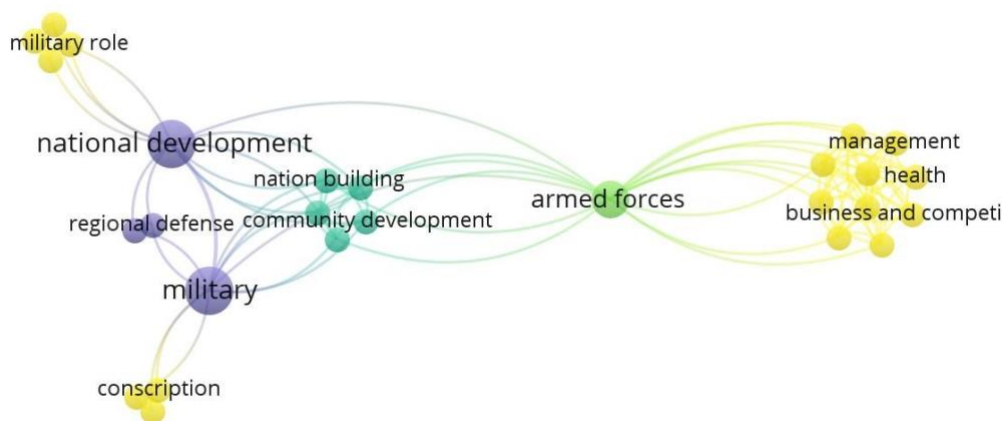 military role
national development
nation building
regional defense
community development
military
conscription
armed forces
management
health
business and competi